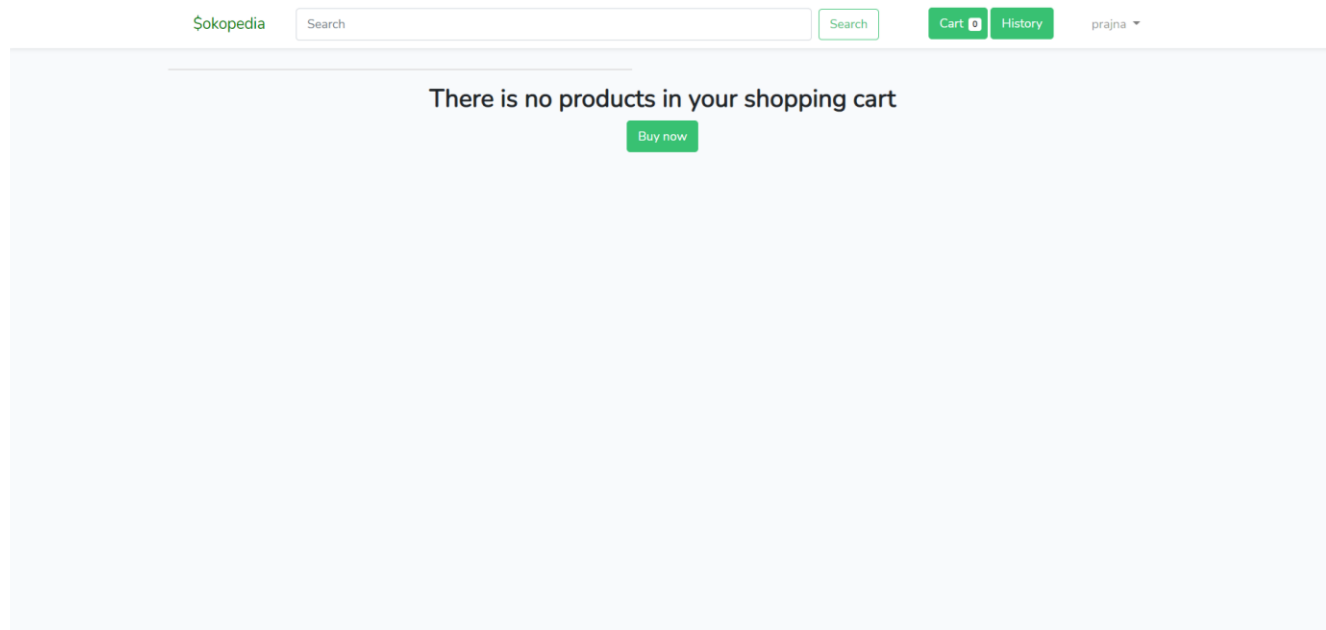 $okopedia Search Search Cart 0 History prajna
There is no products in your shopping cart
Buy now